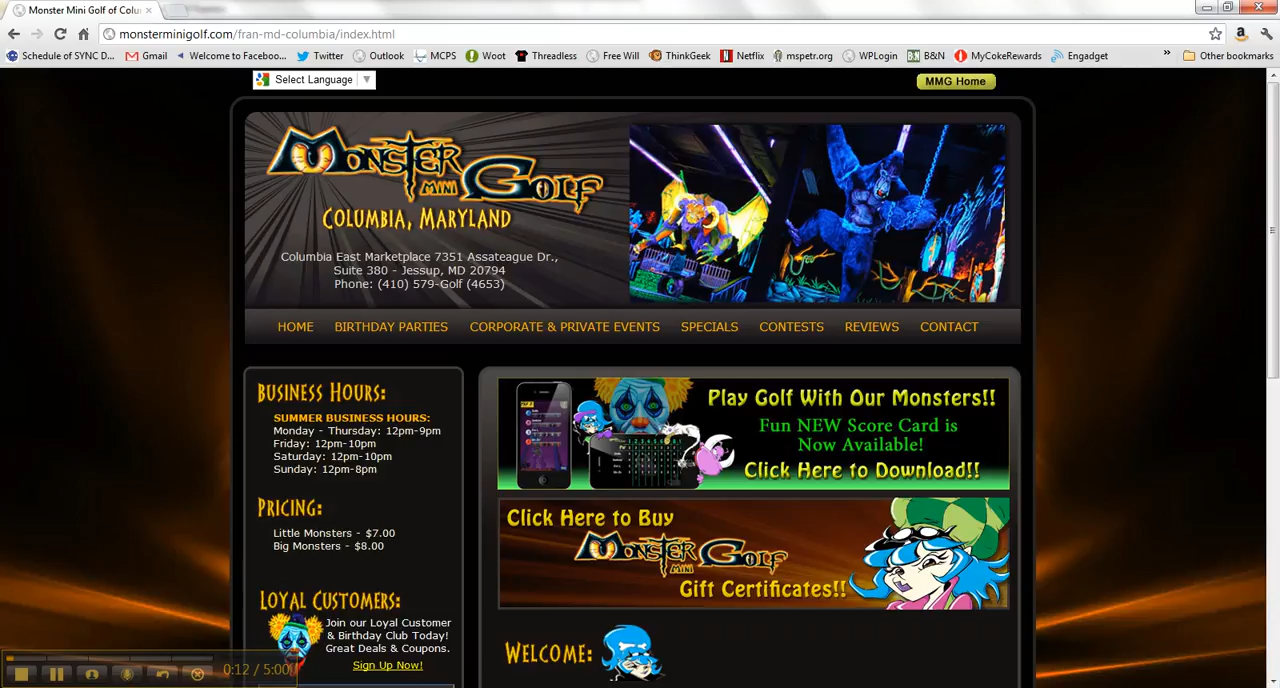 Monster Mini Golf of Colu
monsterminigolf.com/fran-md-columbia/index.html
Schedule of SYNC D... Gmail Welcome to Faceboo... Twitter Outlook MCPS Woot Threadless Free Will ThinkGeek Netflix mspetr.org WPLogin B&N MyCokeRewards Engadget » Other bookmarks
Select Language
MMG Home
Monster Mini Golf
Columbia, Maryland
Columbia East Marketplace 7351 Assateague Dr.,
Suite 380 - Jessup, MD 20794
Phone: (410) 579-Golf (4653)
HOME BIRTHDAY PARTIES CORPORATE & PRIVATE EVENTS SPECIALS CONTESTS REVIEWS CONTACT
Business Hours:
SUMMER BUSINESS HOURS:
Monday - Thursday: 12pm-9pm
Friday: 12pm-10pm
Saturday: 12pm-10pm
Sunday: 12pm-8pm
Pricing:
Little Monsters - $7.00
Big Monsters - $8.00
Loyal Customers:
Join our Loyal Customer
& Birthday Club Today!
Great Deals & Coupons.
Sign Up Now!
Play Golf With Our Monsters!!
Fun NEW Score Card is
Now Available!
Click Here to Download!!
Click Here to Buy
Monster Mini Golf
Gift Certificates!!
Welcome:
0:12 / 5:00